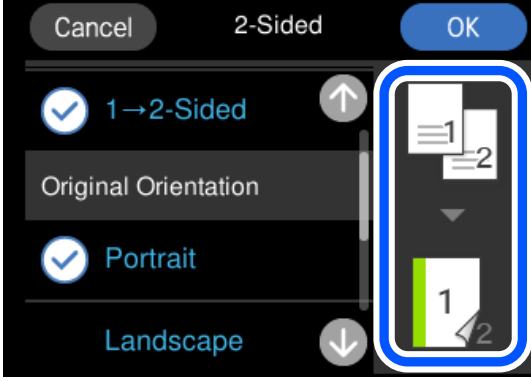 Cancel 2-Sided OK
1→2-Sided
Original Orientation
Portrait
Landscape
1
2
1
2